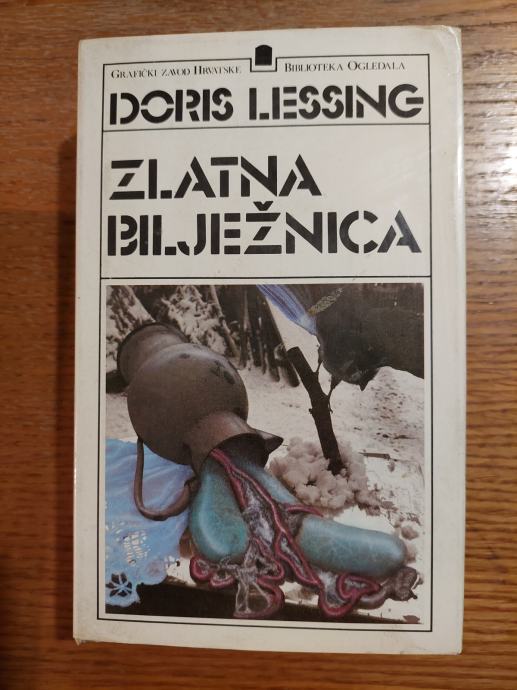 GRAFIČKI ZAVOD HRVATSKE BIBLIOTEKA OGLEDALA
DORIS LESSING
ZLATNA
BILJEŽNICA